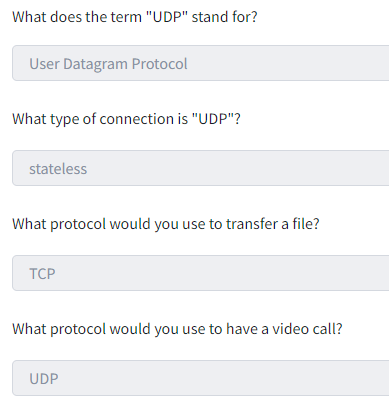 What does the term "UDP" stand for?
User Datagram Protocol
What type of connection is "UDP"?
stateless
What protocol would you use to transfer a file?
TCP
What protocol would you use to have a video call?
UDP